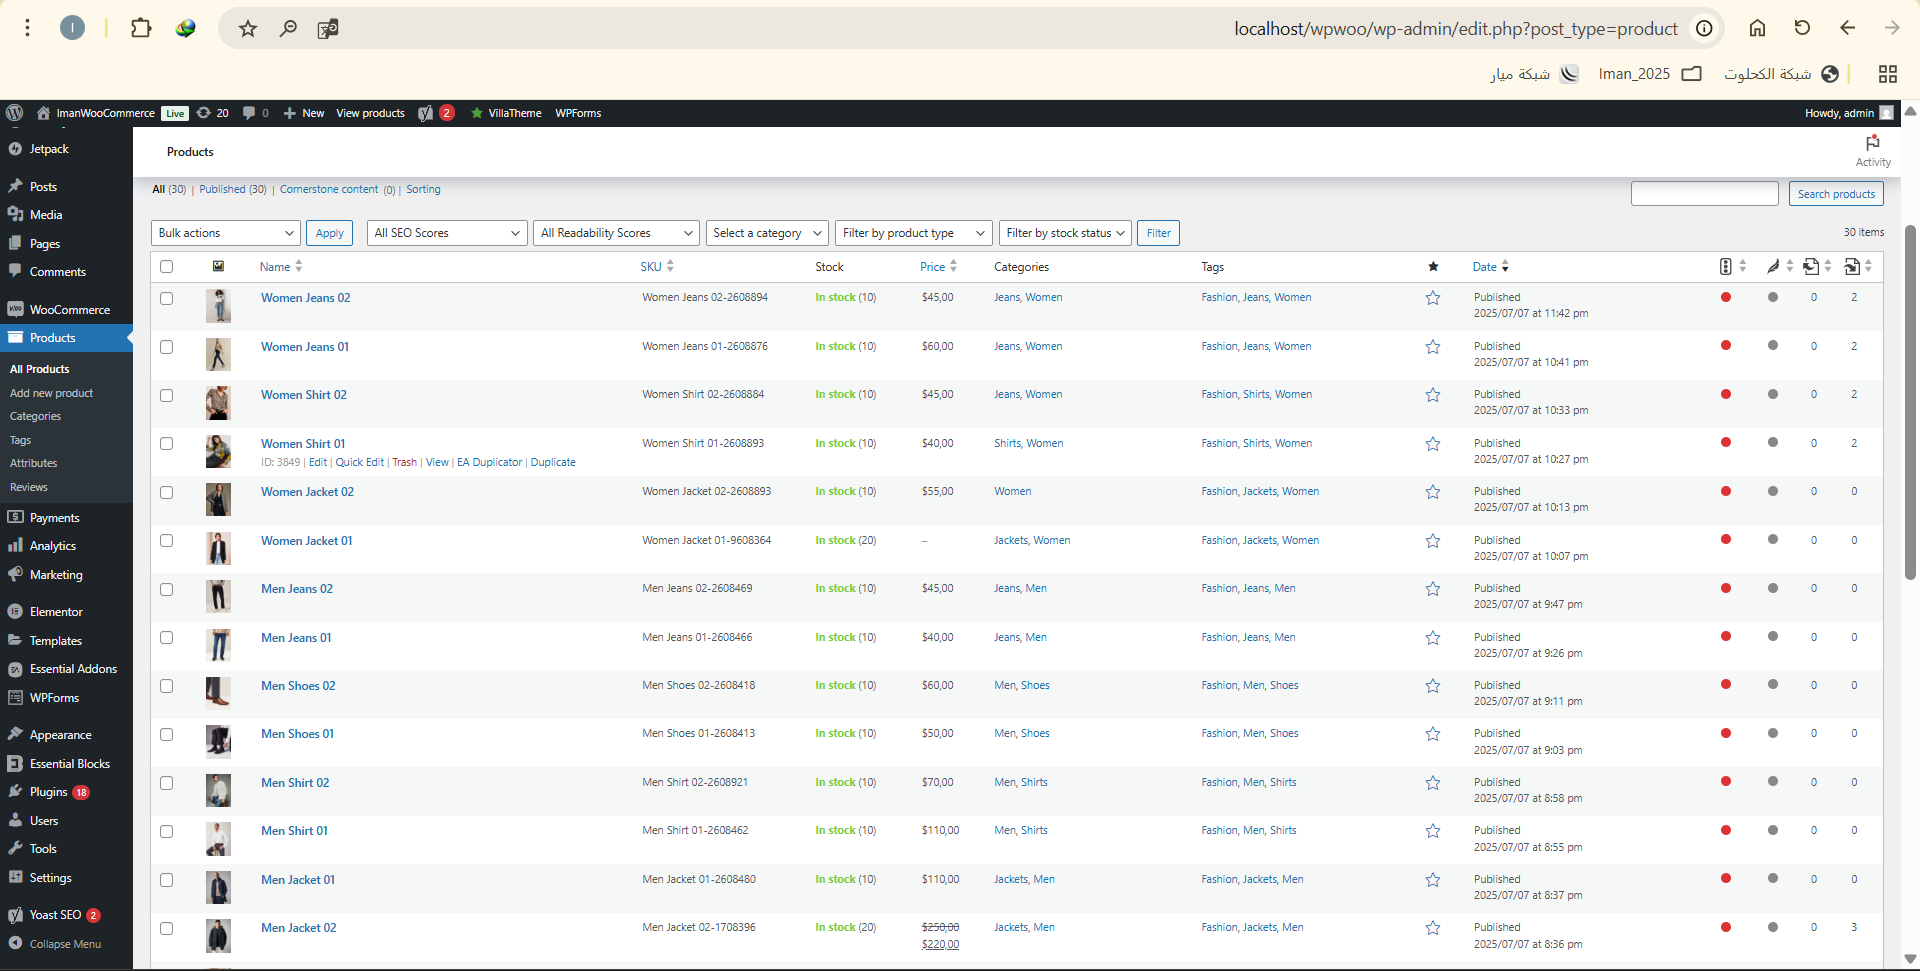 localhost/wpwoo/wp-admin/edit.php?post_type=product
شبكة ميار Iman_2025 شبكة الكحلوت
ImanWooCommerce Live 20 0 New View products 2 VillaTheme WPForms Howdy, admin
Jetpack
Posts
Media
Pages
Comments
WooCommerce
Products
All Products
Add new product
Categories
Tags
Attributes
Reviews
Payments
Analytics
Marketing
Elementor
Templates
Essential Addons
WPForms
Appearance
Essential Blocks
Plugins 18
Users
Tools
Settings
Yoast SEO 2
Collapse Menu
Products
Activity
All (30) | Published (30) | Cornerstone content (0) | Sorting
Search products
Bulk actions Apply All SEO Scores All Readability Scores Select a category Filter by product type Filter by stock status Filter
30 items
Name SKU Stock Price Categories Tags Date
Women Jeans 02 Women Jeans 02-2608894 In stock (10) $45,00 Jeans, Women Fashion, Jeans, Women Published 0 2
2025/07/07 at 11:42 pm
Women Jeans 01 Women Jeans 01-2608876 In stock (10) $60,00 Jeans, Women Fashion, Jeans, Women Published 0 2
2025/07/07 at 10:41 pm
Women Shirt 02 Women Shirt 02-2608884 In stock (10) $45,00 Jeans, Women Fashion, Shirts, Women Published 0 2
2025/07/07 at 10:33 pm
Women Shirt 01 Women Shirt 01-2608893 In stock (10) $40,00 Shirts, Women Fashion, Shirts, Women Published 0 2
ID: 3849 | Edit | Quick Edit | Trash | View | EA Duplicator | Duplicate 2025/07/07 at 10:27 pm
Women Jacket 02 Women Jacket 02-2608893 In stock (10) $55,00 Women Fashion, Jackets, Women Published 0 0
2025/07/07 at 10:13 pm
Women Jacket 01 Women Jacket 01-9608364 In stock (20) – Jackets, Women Fashion, Jackets, Women Published 0 0
2025/07/07 at 10:07 pm
Men Jeans 02 Men Jeans 02-2608469 In stock (10) $45,00 Jeans, Men Fashion, Jeans, Men Published 0 0
2025/07/07 at 9:47 pm
Men Jeans 01 Men Jeans 01-2608466 In stock (10) $40,00 Jeans, Men Fashion, Jeans, Men Published 0 0
2025/07/07 at 9:26 pm
Men Shoes 02 Men Shoes 02-2608418 In stock (10) $60,00 Men, Shoes Fashion, Men, Shoes Published 0 0
2025/07/07 at 9:11 pm
Men Shoes 01 Men Shoes 01-2608413 In stock (10) $50,00 Men, Shoes Fashion, Men, Shoes Published 0 0
2025/07/07 at 9:03 pm
Men Shirt 02 Men Shirt 02-2608921 In stock (10) $70,00 Men, Shirts Fashion, Men, Shirts Published 0 0
2025/07/07 at 8:58 pm
Men Shirt 01 Men Shirt 01-2608462 In stock (10) $110,00 Men, Shirts Fashion, Men, Shirts Published 0 0
2025/07/07 at 8:55 pm
Men Jacket 01 Men Jacket 01-2608480 In stock (10) $110,00 Jackets, Men Fashion, Jackets, Men Published 0 0
2025/07/07 at 8:37 pm
Men Jacket 02 Men Jacket 02-1708396 In stock (20) $250,00 Jackets, Men Fashion, Jackets, Men Published 0 3
$220,00 2025/07/07 at 8:36 pm